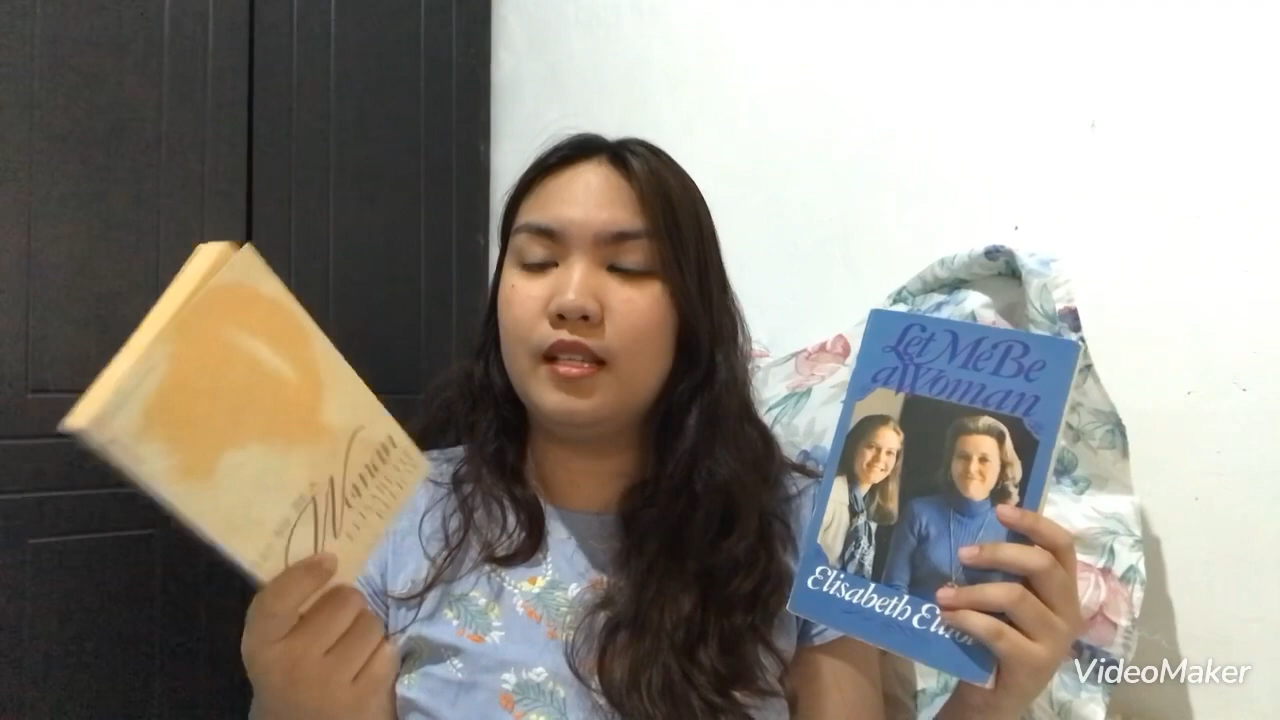 Woman
Let Me Be
a Woman
Elisabeth Elliot
VideoMaker